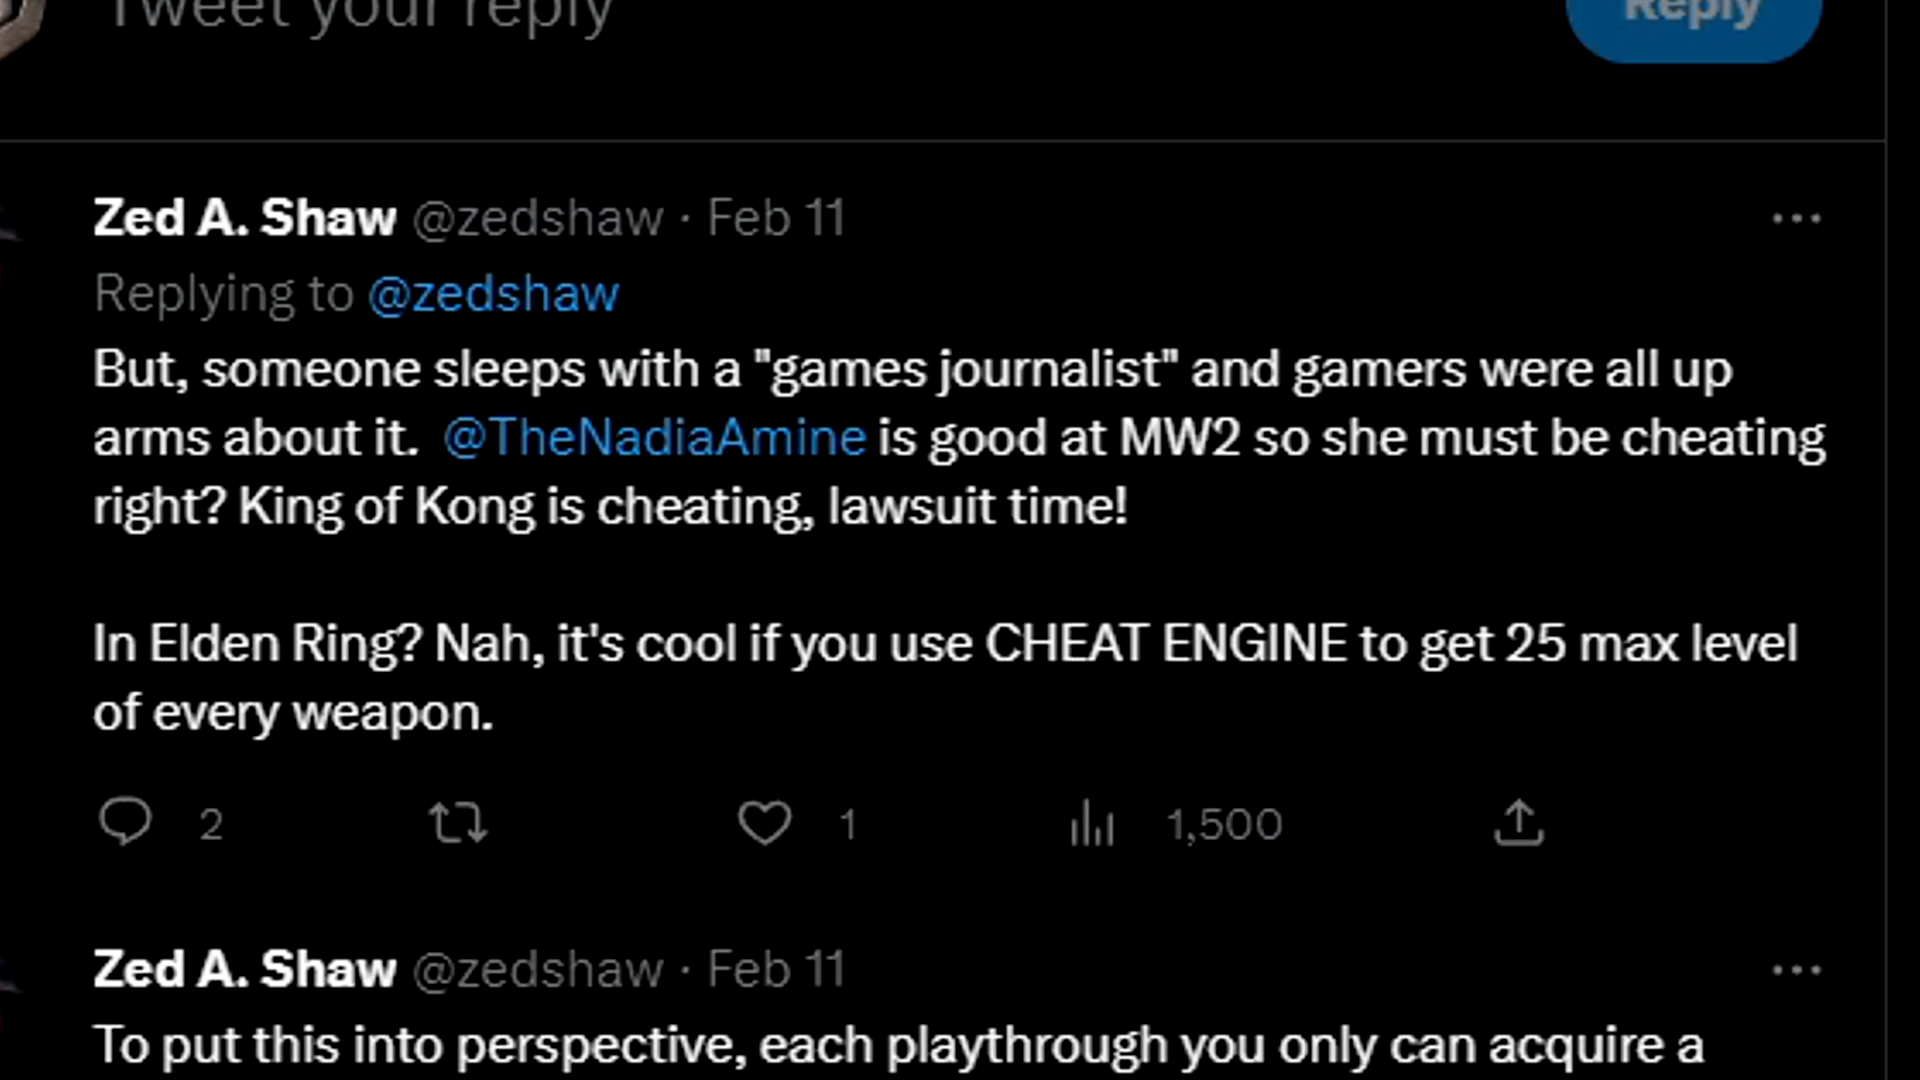 Tweet your reply
Reply
Zed A. Shaw @zedshaw · Feb 11
Replying to @zedshaw
But, someone sleeps with a "games journalist" and gamers were all up
arms about it.  @TheNadiaAmine is good at MW2 so she must be cheating
right? King of Kong is cheating, lawsuit time!
In Elden Ring? Nah, it's cool if you use CHEAT ENGINE to get 25 max level
of every weapon.
2 1 1,500
Zed A. Shaw @zedshaw · Feb 11
To put this into perspective, each playthrough you only can acquire a